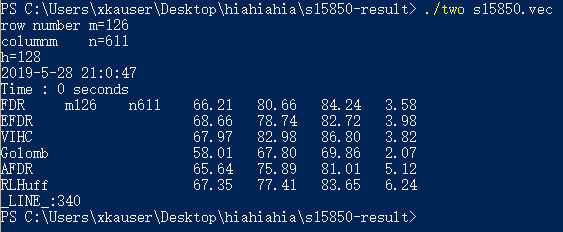 PS C:\Users\xkauser\Desktop\hiahiahia\s15850-result> ./two s15850.vec
row number m=126
columnm    n=611
h=128
2019-5-28 21:0:47
Time : 0 seconds
FDR     m126    n611    66.21   80.66   84.24   3.58
EFDR                    68.66   78.74   82.72   3.98
VIHC                    67.97   82.98   86.80   3.82
Golomb                  58.01   67.80   69.86   2.07
AFDR                    65.64   75.89   81.01   5.12
RLHuff                  67.35   77.41   83.65   6.24
_LINE_:340
PS C:\Users\xkauser\Desktop\hiahiahia\s15850-result>